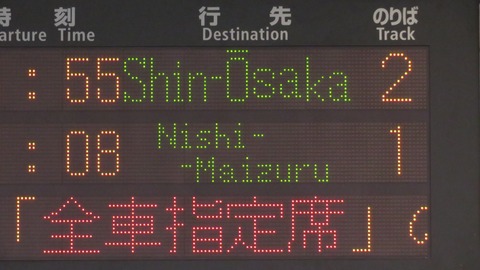 時刻 行先 のりば
arture Time Destination Track
:55 Shin-Ōsaka 2
:08 Nishi-
-Maizuru 1
「全車指定席」